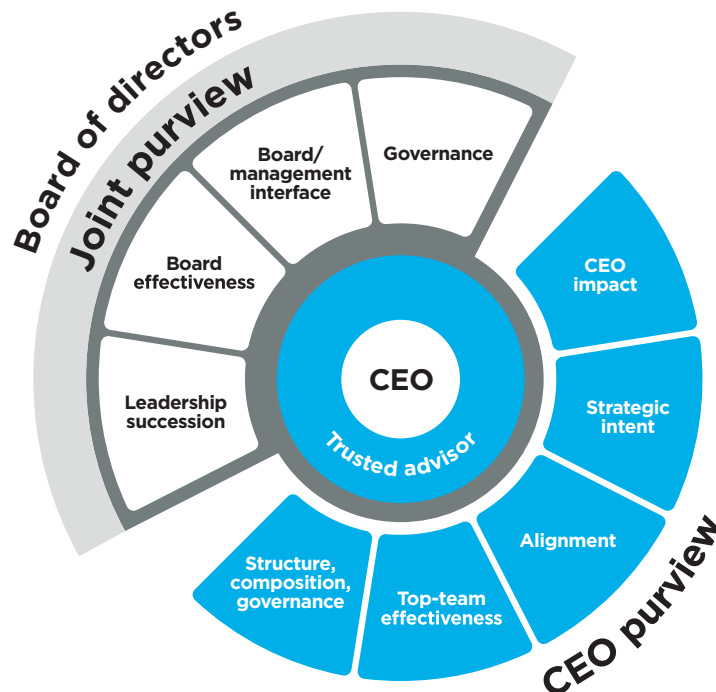 Board of directors
Joint purview
Governance
Board/
management
interface
Board
effectiveness
Leadership
succession
CEO
Trusted advisor
CEO
impact
Strategic
intent
Alignment
Top-team
effectiveness
Structure,
composition,
governance
CEO purview